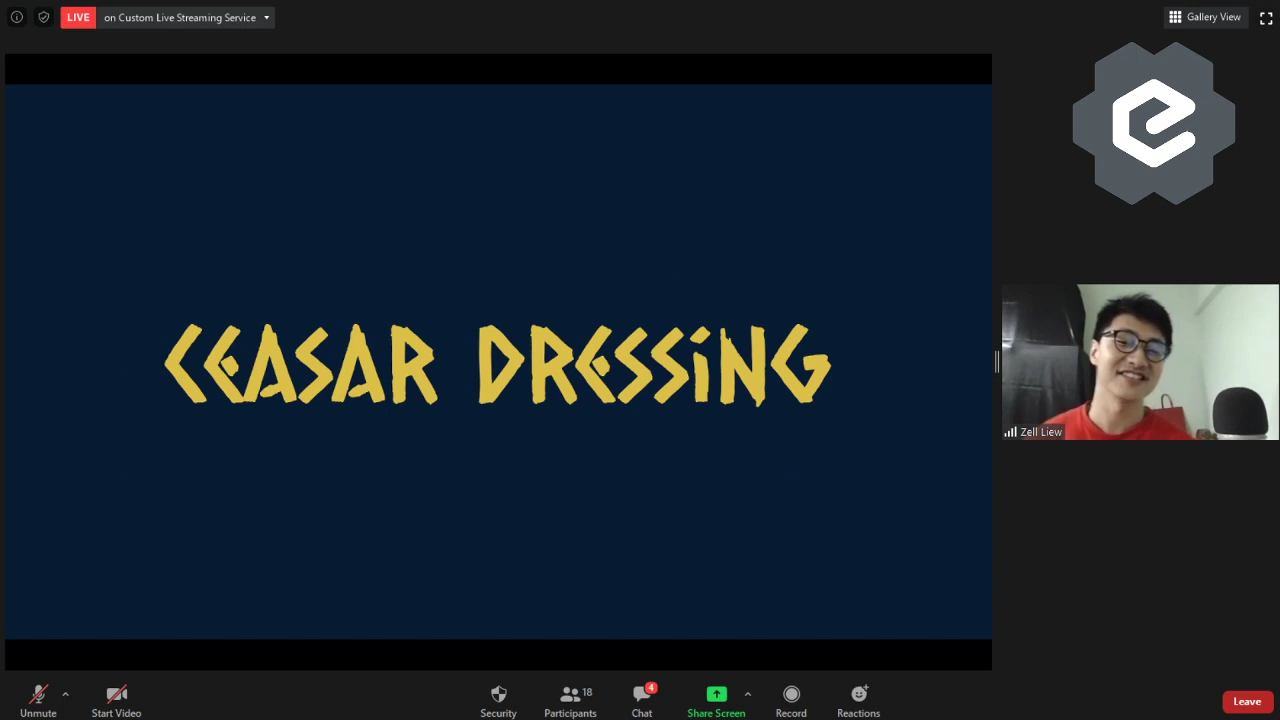 LIVE on Custom Live Streaming Service
Gallery View
CEASAR DRESSING
Zell Liew
Unmute
Start Video
Security
18
Participants
4
Chat
Share Screen
Record
Reactions
Leave